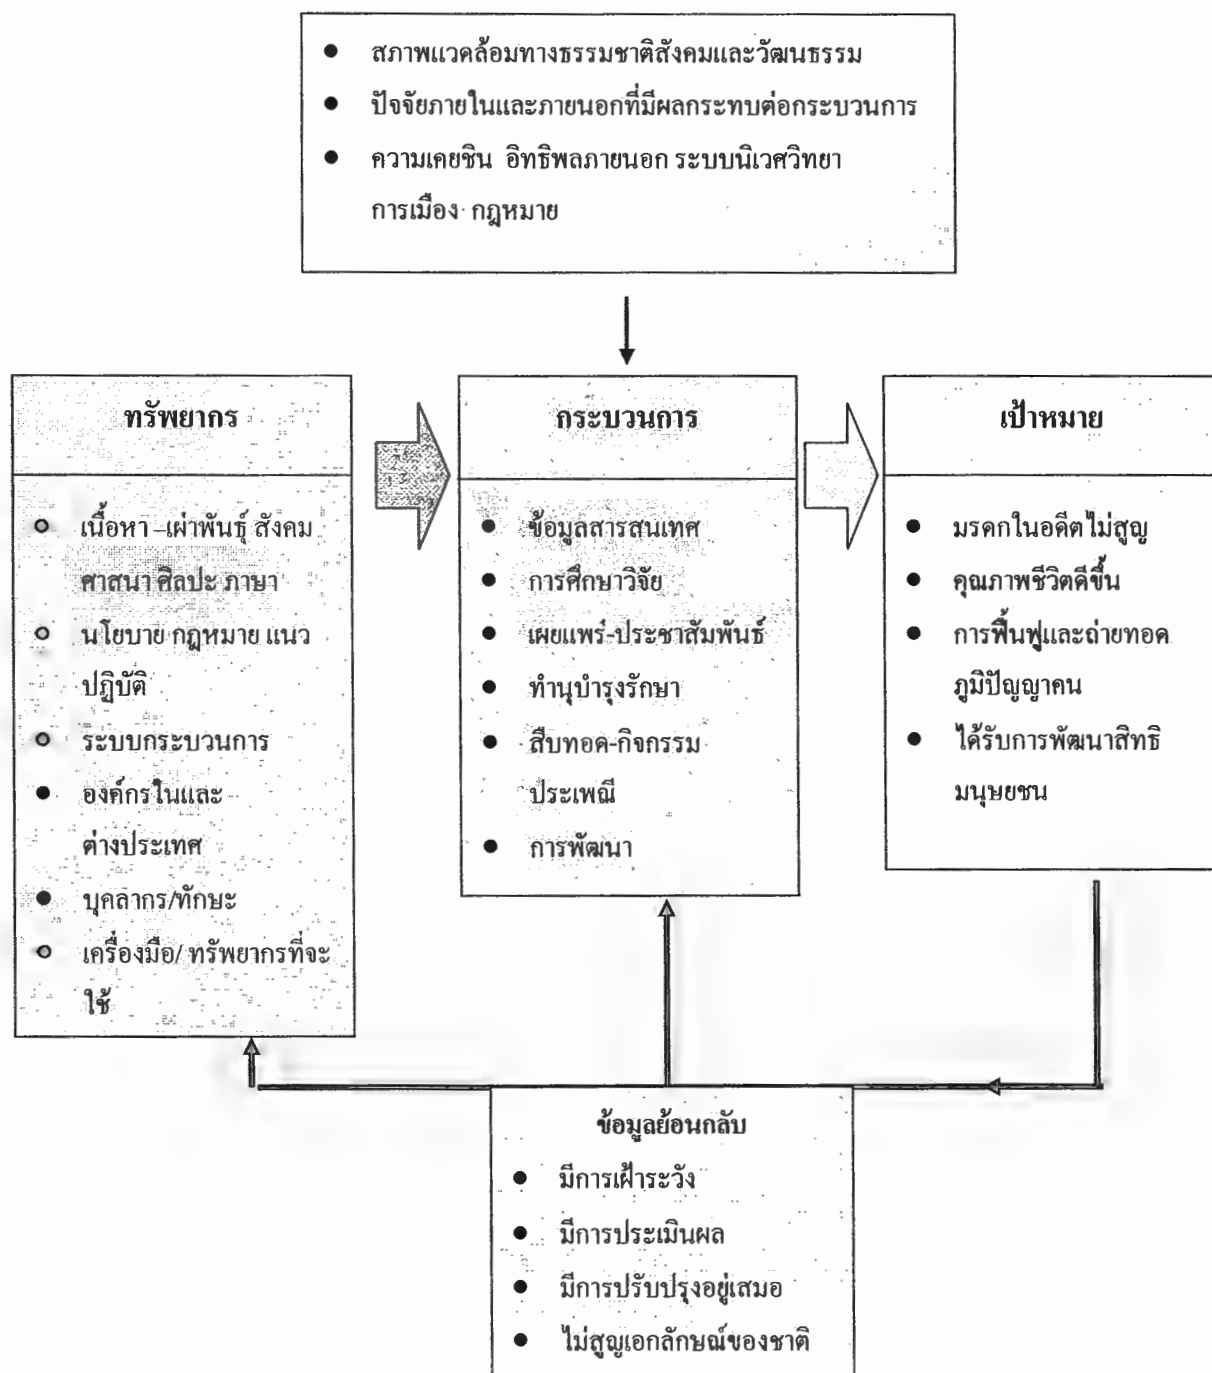 สภาพแวดล้อมทางธรรมชาติสังคมและวัฒนธรรม
ปัจจัยภายในและภายนอกที่มีผลกระทบต่อกระบวนการ
ความเคยชิน อิทธิพลภายนอก ระบบนิเวศวิทยา
การเมือง กฎหมาย
ทรัพยากร
เนื้อหา –เผ่าพันธุ์ สังคม
ศาสนา ศิลปะ ภาษา
นโยบาย กฎหมาย แนว
ปฏิบัติ
ระบบกระบวนการ
องค์กรในและ
ต่างประเทศ
บุคลากร/ทักษะ
เครื่องมือ/ ทรัพยากรที่จะ
ใช้
กระบวนการ
ข้อมูลสารสนเทศ
การศึกษาวิจัย
เผยแพร่-ประชาสัมพันธ์
ทำนุบำรุงรักษา
สืบทอด-กิจกรรม
ประเพณี
การพัฒนา
เป้าหมาย
มรดกในอดีตไม่สูญ
คุณภาพชีวิตดีขึ้น
การฟื้นฟูและถ่ายทอด
ภูมิปัญญาคน
ได้รับการพัฒนาสิทธิ
มนุษยชน
ข้อมูลย้อนกลับ
มีการเฝ้าระวัง
มีการประเมินผล
มีการปรับปรุงอยู่เสมอ
ไม่สูญเอกลักษณ์ของชาติ